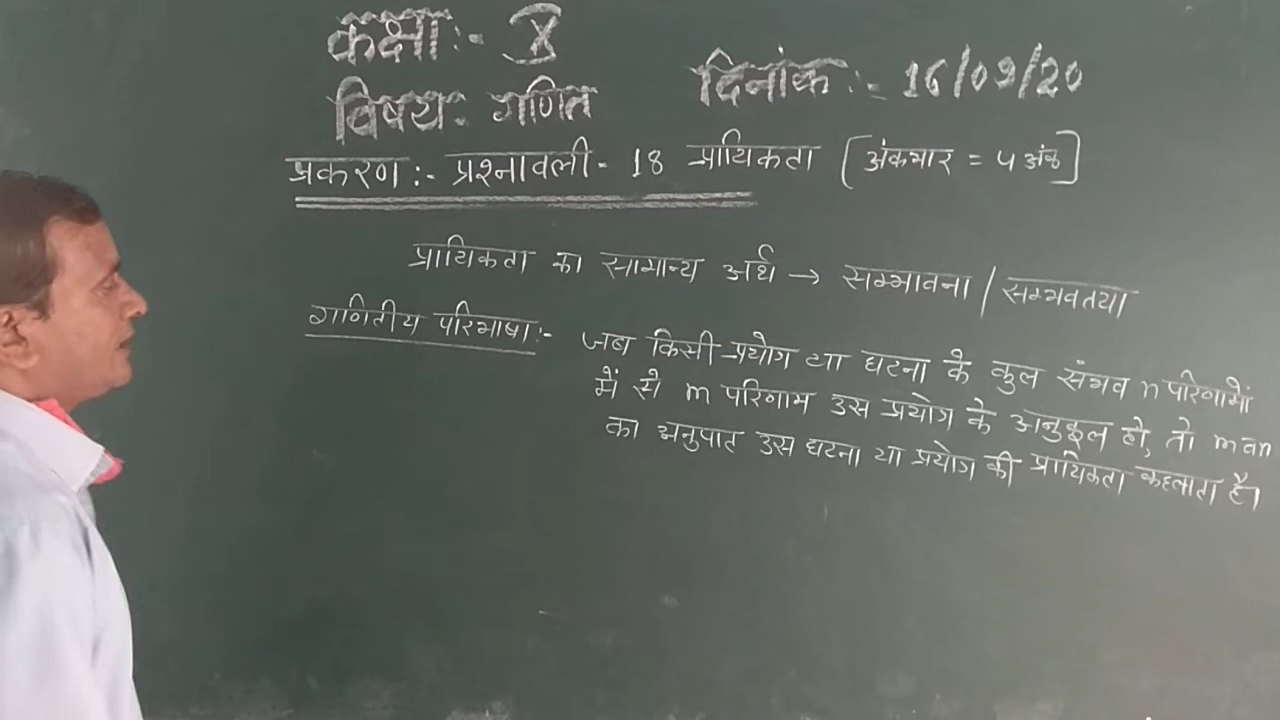 कक्षा:- X
विषय: गणित दिनांक:- 16/09/20
प्रकरण:- प्रश्नावली- 18 प्रायिकता [अंकभार = 4 अंक]
प्रायिकता का सामान्य अर्थ → सम्भावना / सम्भवतया
गणितीय परिभाषा:- जब किसी प्रयोग या घटना के कुल संभव n परिणामों
में से m परिणाम उस प्रयोग के अनुकूल हो, तो m व n
का अनुपात उस घटना या प्रयोग की प्रायिकता कहलाता है।